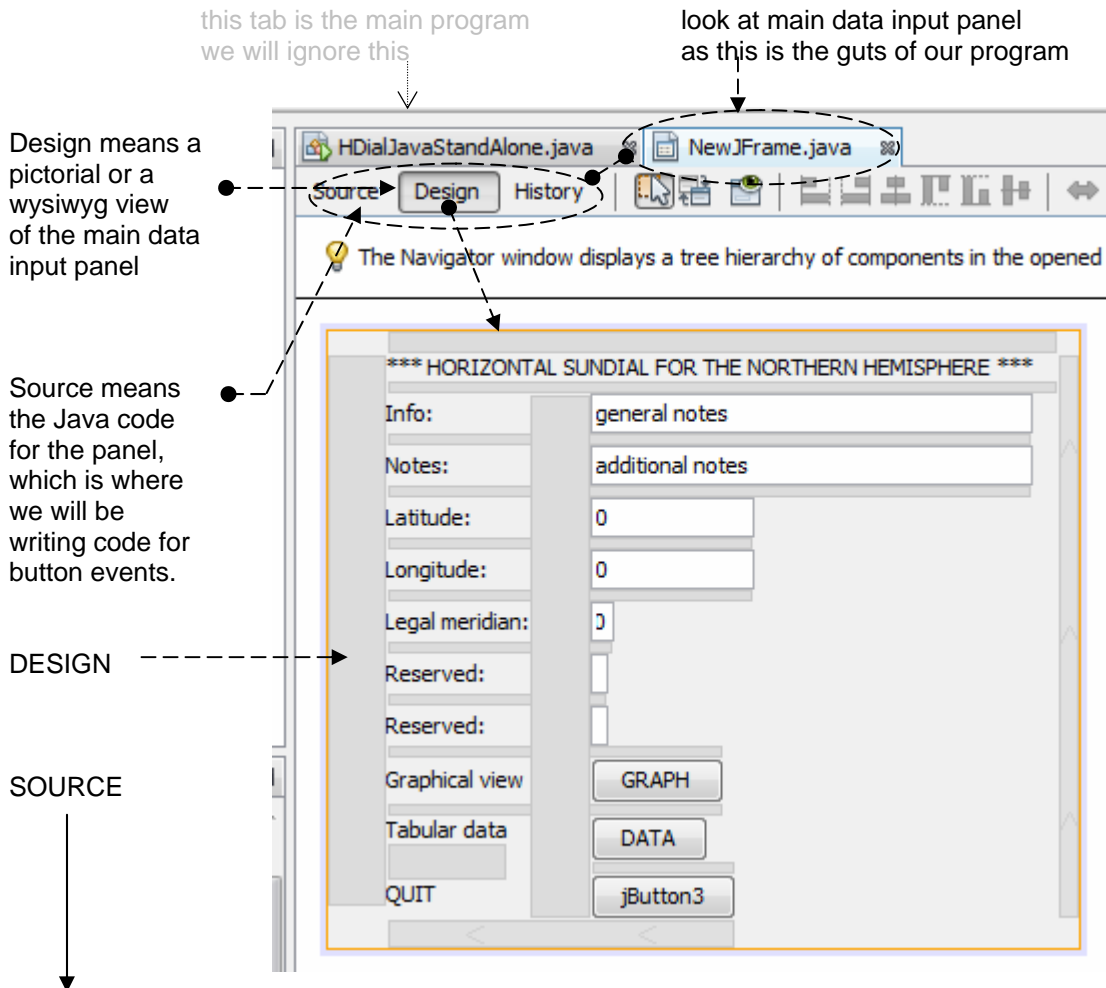 this tab is the main program
we will ignore this
look at main data input panel
as this is the guts of our program
Design means a
pictorial or a
wysiwyg view
of the main data
input panel
HDialJavaStandAlone.java
NewJFrame.java
Source
Design
History
The Navigator window displays a tree hierarchy of components in the opened
*** HORIZONTAL SUNDIAL FOR THE NORTHERN HEMISPHERE ***
Source means
the Java code
for the panel,
which is where
we will be
writing code for
button events.
Info:
general notes
Notes:
additional notes
Latitude:
0
Longitude:
0
Legal meridian:
0
DESIGN
Reserved:
Reserved:
SOURCE
Graphical view
GRAPH
Tabular data
DATA
QUIT
jButton3